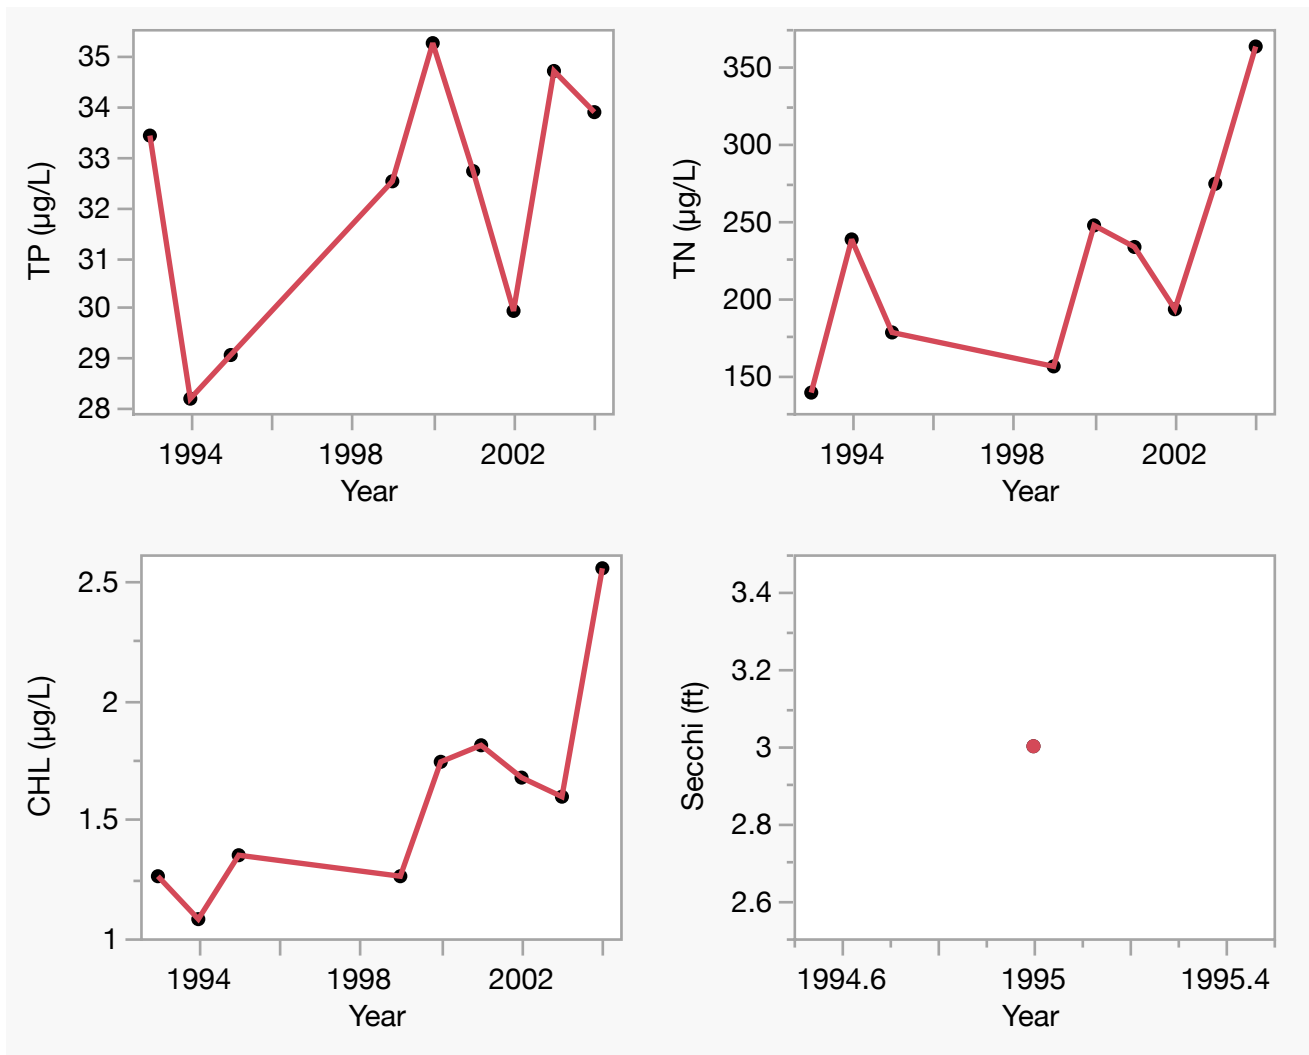 35
34
33
32
31
30
29
28
TP (µg/L)
1994 1998 2002
Year
350
300
250
200
150
TN (µg/L)
1994 1998 2002
Year
2.5
2
1.5
1
CHL (µg/L)
1994 1998 2002
Year
3.4
3.2
3
2.8
2.6
Secchi (ft)
1994.6 1995 1995.4
Year